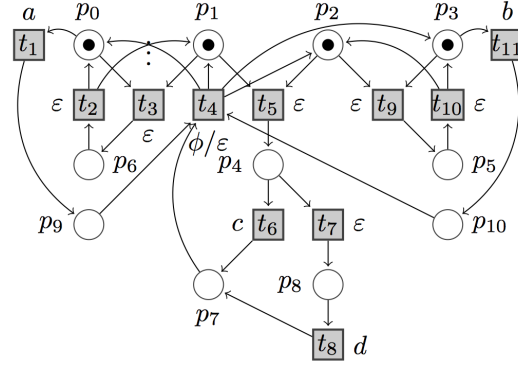 a p₀ p₁ p₂ p₃ b
t₁ t₁₁
ε t₂ t₃ t₄ t₅ ε ε t₉ t₁₀ ε
ε ϕ/ε
p₆ p₄ p₅
p₉ c t₆ t₇ ε p₁₀
p₇ p₈
t₈ d